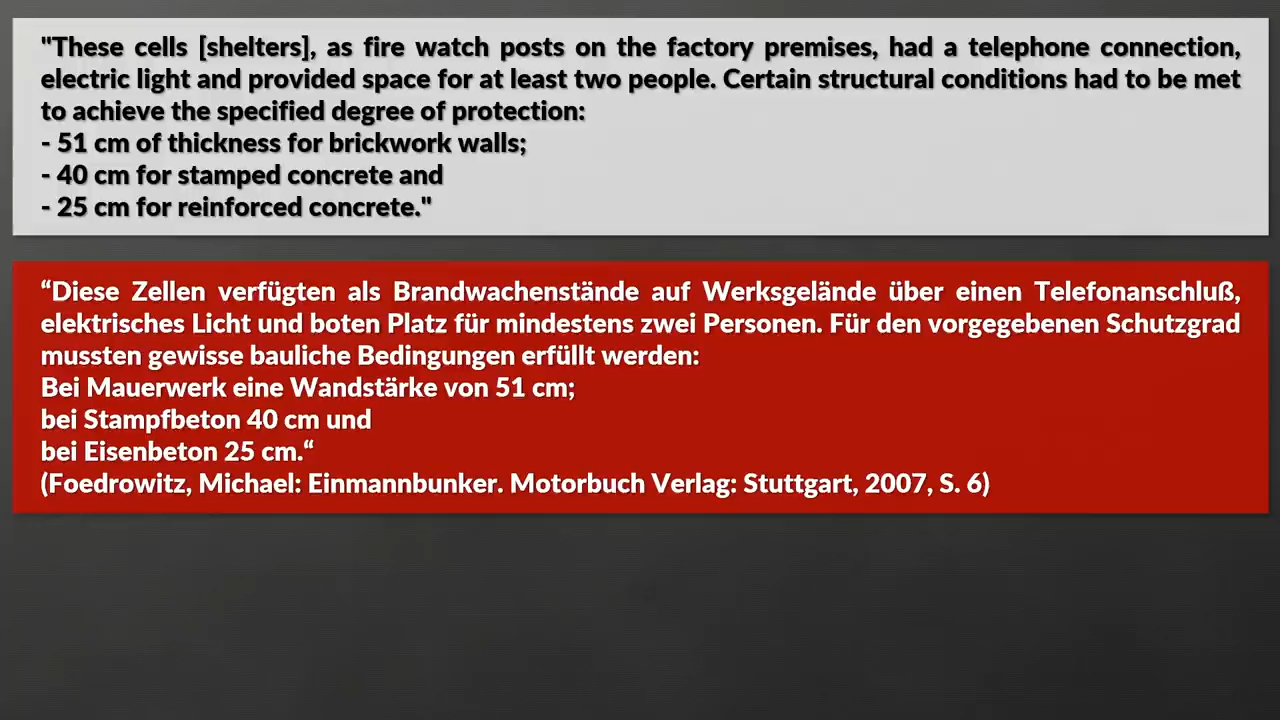 "These cells [shelters], as fire watch posts on the factory premises, had a telephone connection,
electric light and provided space for at least two people. Certain structural conditions had to be met
to achieve the specified degree of protection:
- 51 cm of thickness for brickwork walls;
- 40 cm for stamped concrete and
- 25 cm for reinforced concrete."
“Diese Zellen verfügten als Brandwachenstände auf Werksgelände über einen Telefonanschluß,
elektrisches Licht und boten Platz für mindestens zwei Personen. Für den vorgegebenen Schutzgrad
mussten gewisse bauliche Bedingungen erfüllt werden:
Bei Mauerwerk eine Wandstärke von 51 cm;
bei Stampfbeton 40 cm und
bei Eisenbeton 25 cm.“
(Foedrowitz, Michael: Einmannbunker. Motorbuch Verlag: Stuttgart, 2007, S. 6)